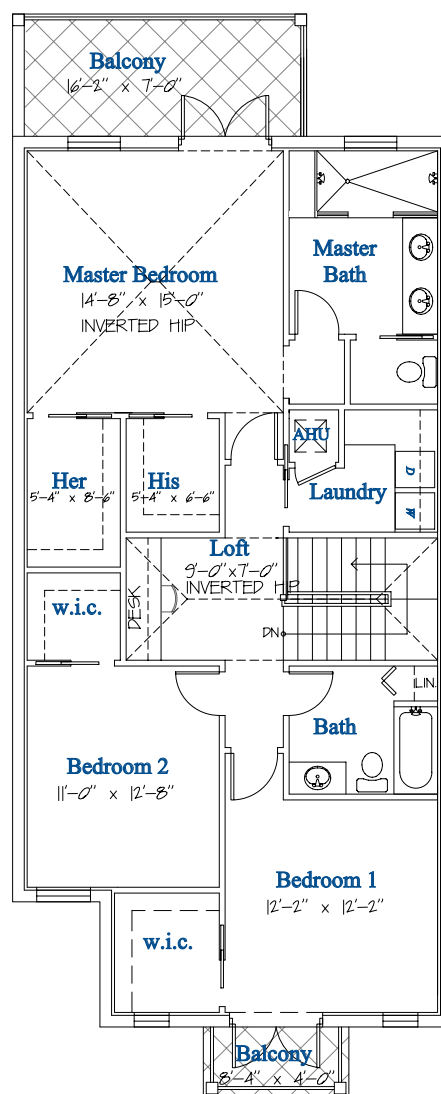 Balcony
16'-2" x 7'-0"
Master
Bath
Master Bedroom
14'-8" x 15'-0"
INVERTED HIP
AHU
Her
5'-4" x 8'-6"
His
5'-4" x 6'-6"
Laundry
D
W
Loft
9'-0"x7'-0"
INVERTED HIP
DESK
w.i.c.
DN
LIN.
Bath
Bedroom 2
11'-0" x 12'-8"
Bedroom 1
12'-2" x 12'-2"
w.i.c.
Balcony
8'-4" x 4'-0"